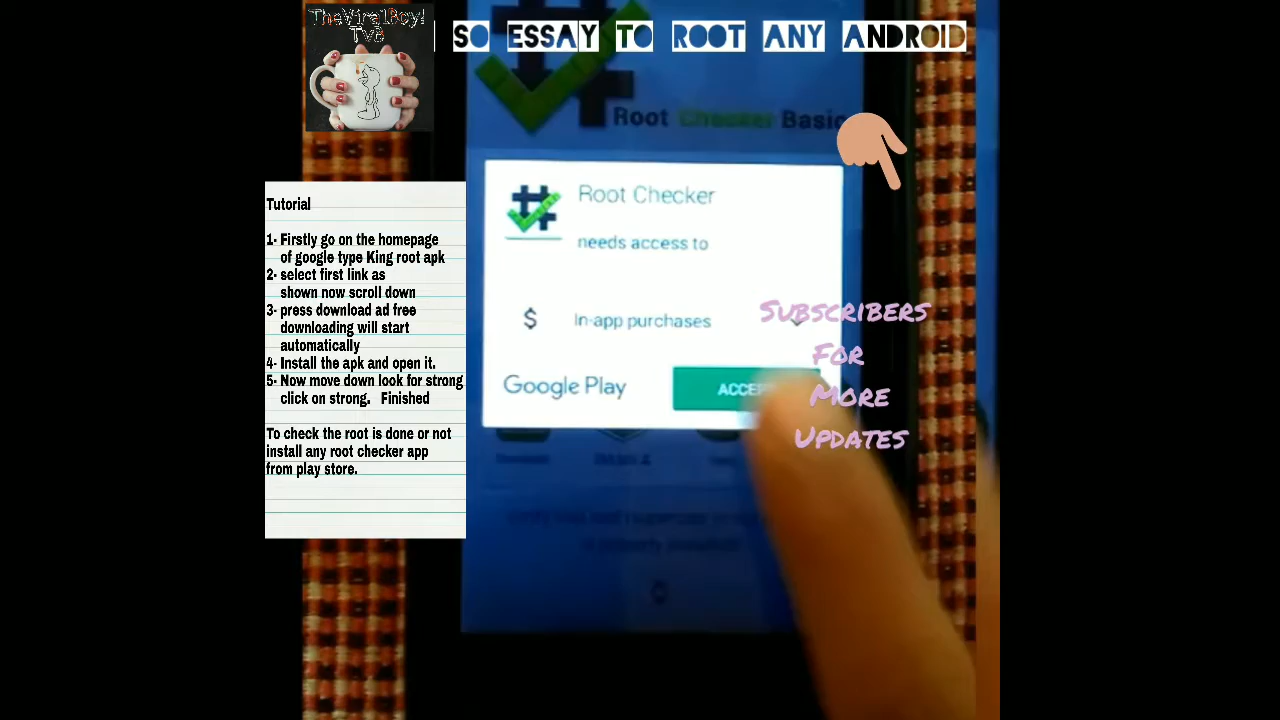 TheViralBoy!
Tv
SO ESSAY TO ROOT ANY ANDROID
Root Checker Basic
Root Checker
needs access to
$ In-app purchases
Google Play
Tutorial
1- Firstly go on the homepage
of google type King root apk
2- select first link as
shown now scroll down
3- press download ad free
downloading will start
automatically
4- Install the apk and open it.
5- Now move down look for strong
click on strong. Finished
To check the root is done or not
install any root checker app
from play store.
Subscribers
For
More
Updates